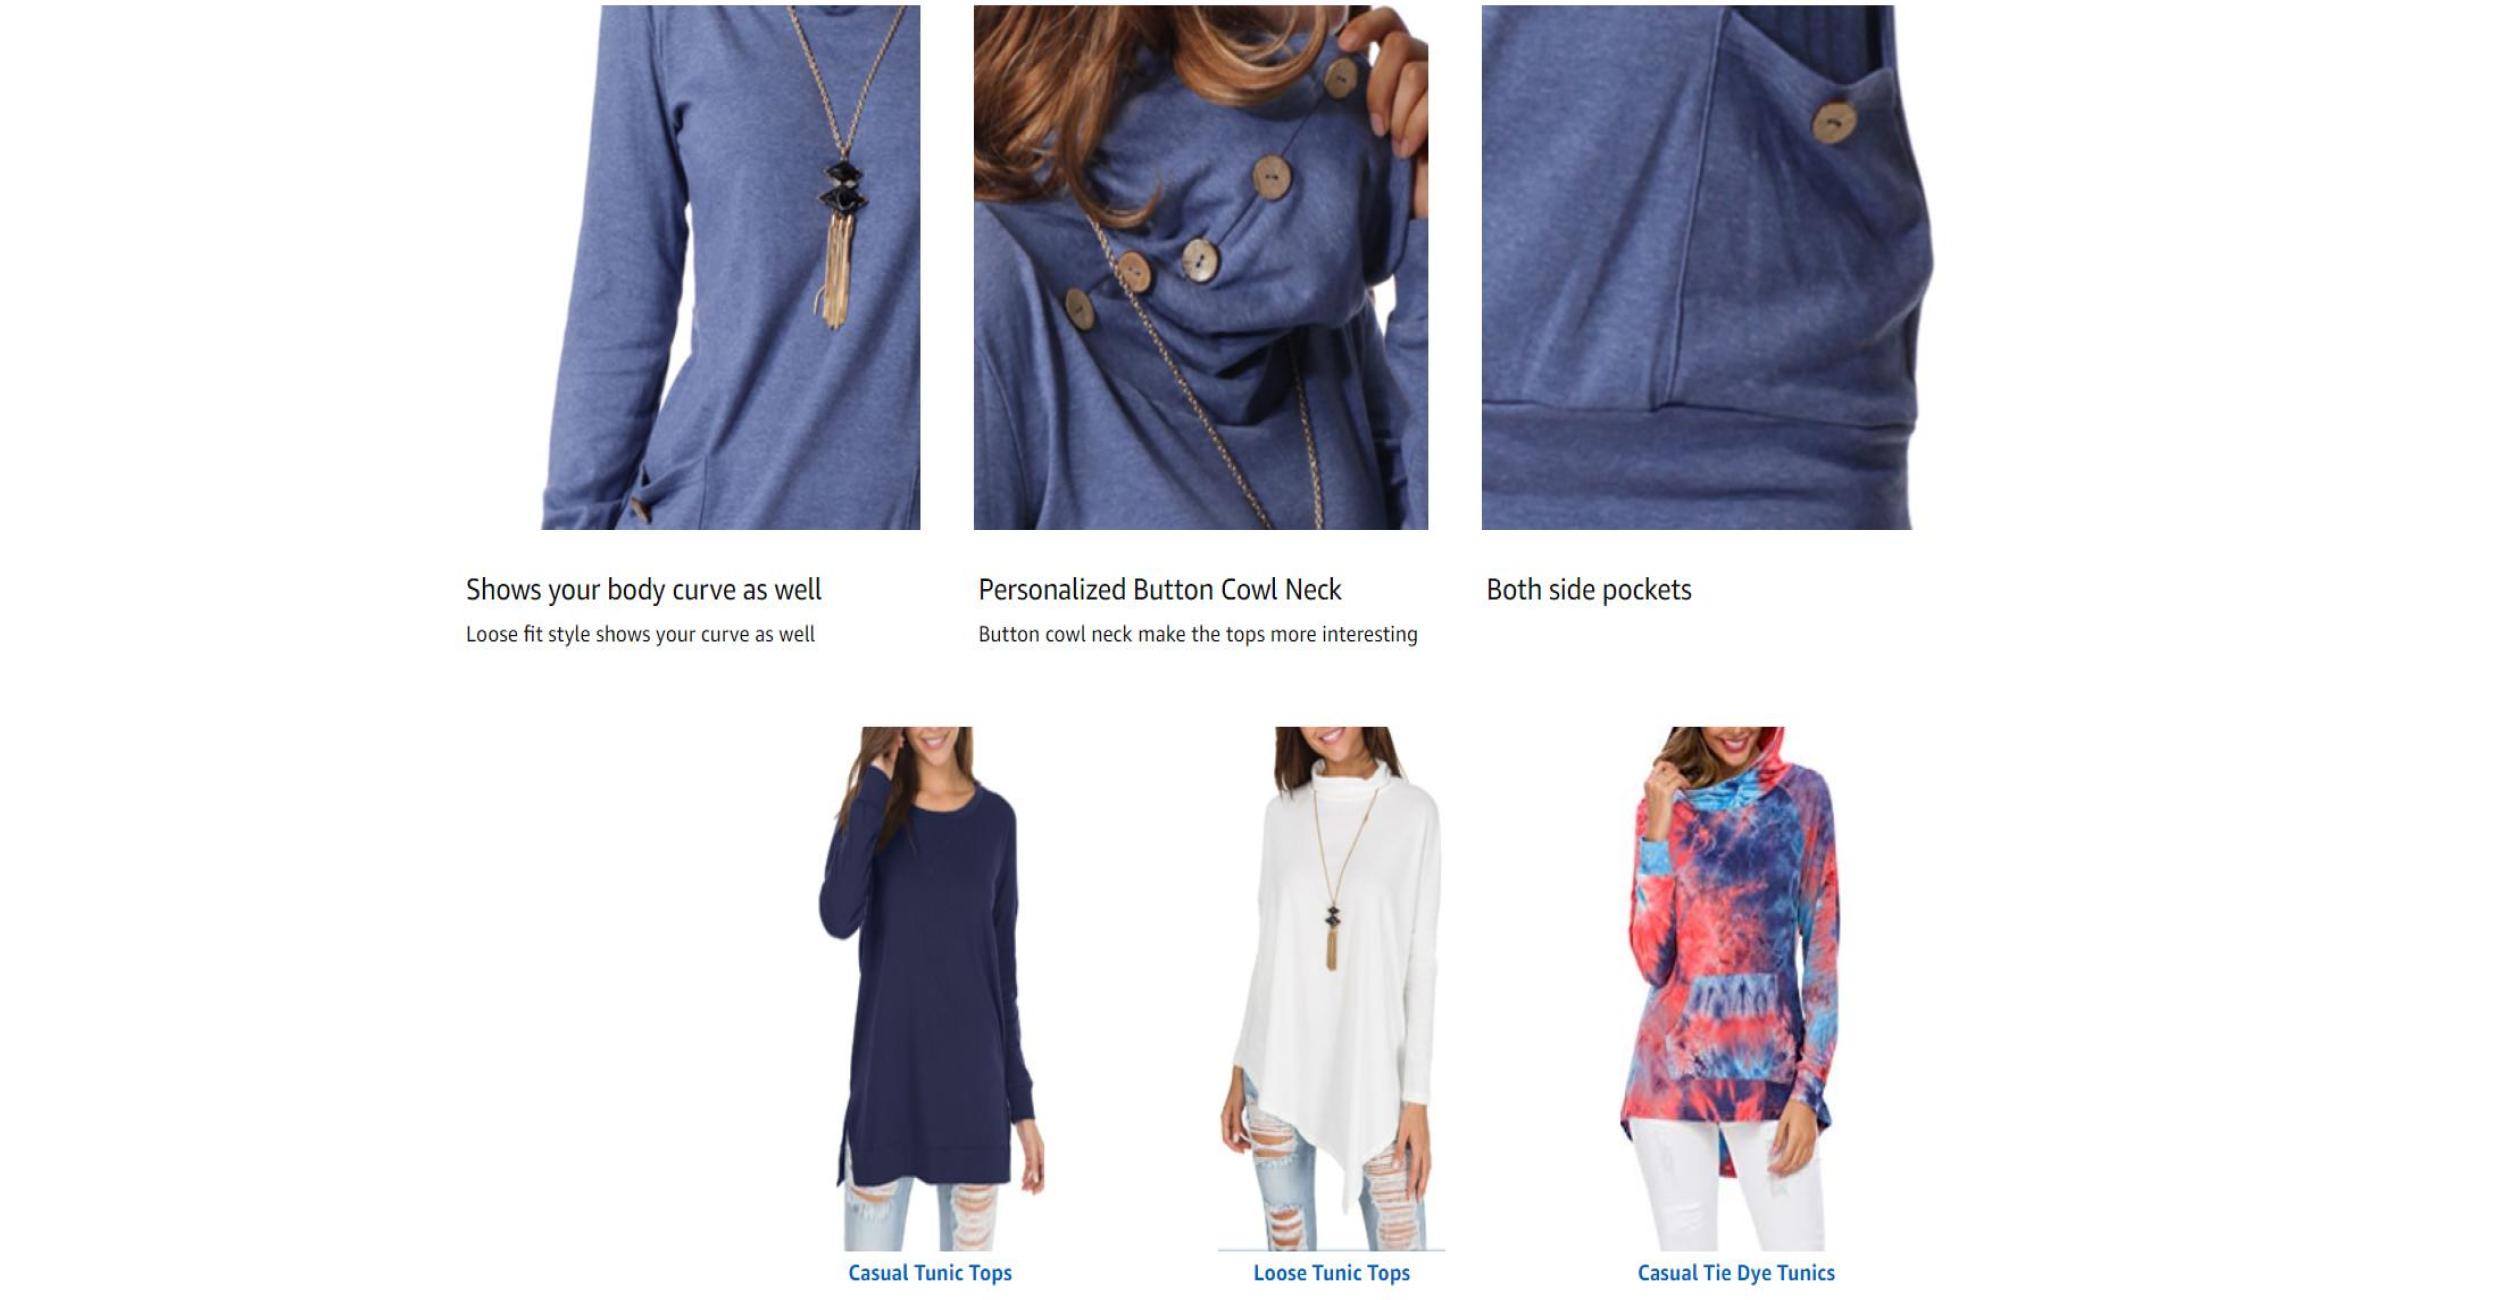 Shows your body curve as well
Loose fit style shows your curve as well
Personalized Button Cowl Neck
Button cowl neck make the tops more interesting
Both side pockets
Casual Tunic Tops
Loose Tunic Tops
Casual Tie Dye Tunics